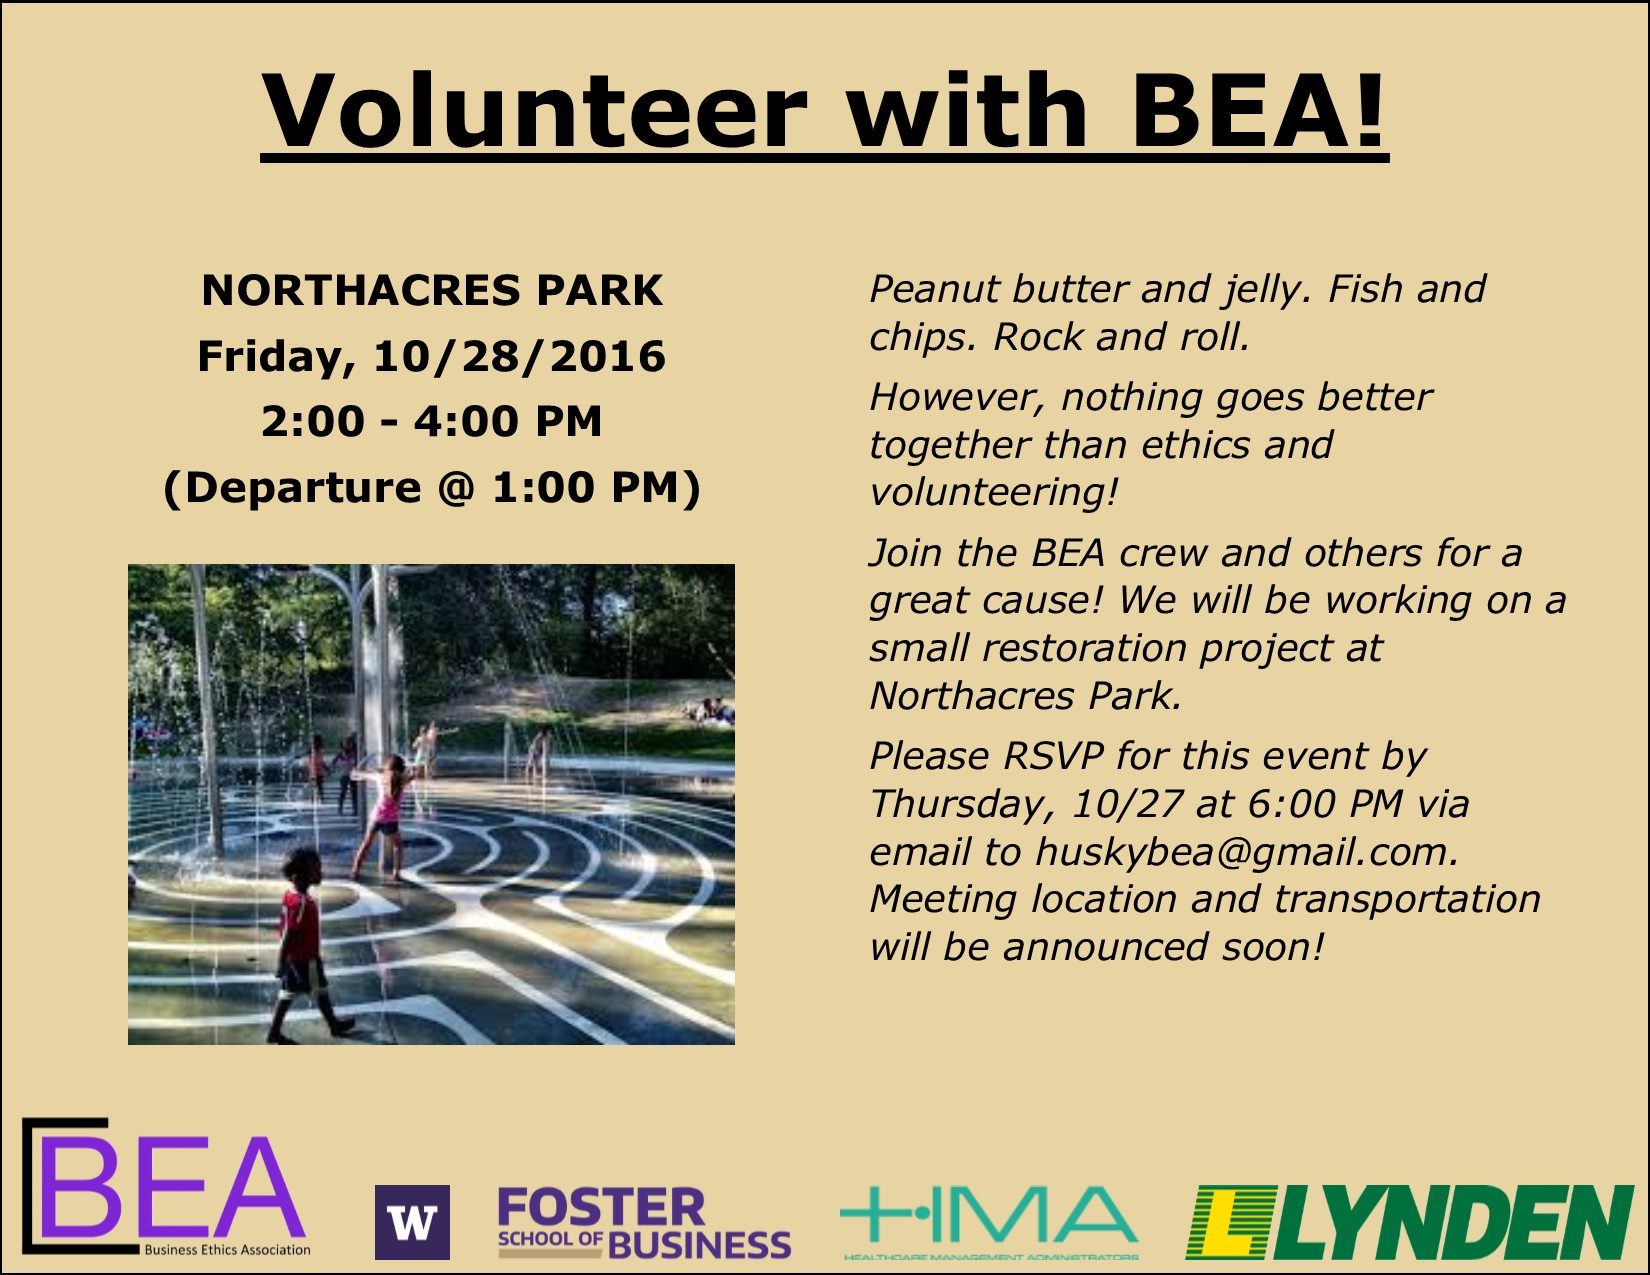 Volunteer with BEA!
NORTHACRES PARK
Friday, 10/28/2016
2:00 - 4:00 PM
(Departure @ 1:00 PM)
Peanut butter and jelly. Fish and
chips. Rock and roll.
However, nothing goes better
together than ethics and
volunteering!
Join the BEA crew and others for a
great cause! We will be working on a
small restoration project at
Northacres Park.
Please RSVP for this event by
Thursday, 10/27 at 6:00 PM via
email to huskybea@gmail.com.
Meeting location and transportation
will be announced soon!
BEA
Business Ethics Association
W
FOSTER
SCHOOL OF BUSINESS
HMA
HEALTHCARE MANAGEMENT ADMINISTRATORS
L LYNDEN